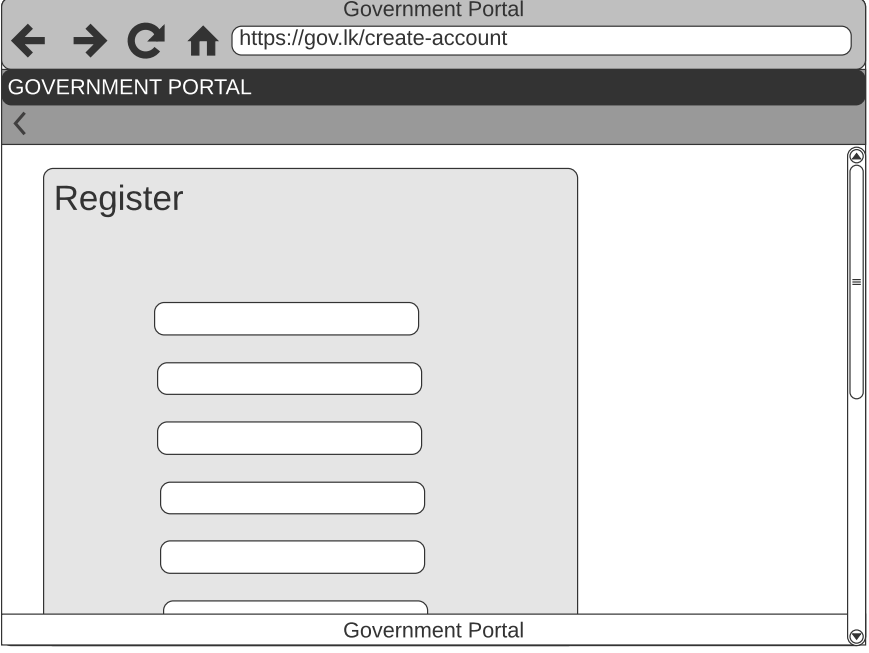 Government Portal
https://gov.lk/create-account
GOVERNMENT PORTAL
Register
Government Portal